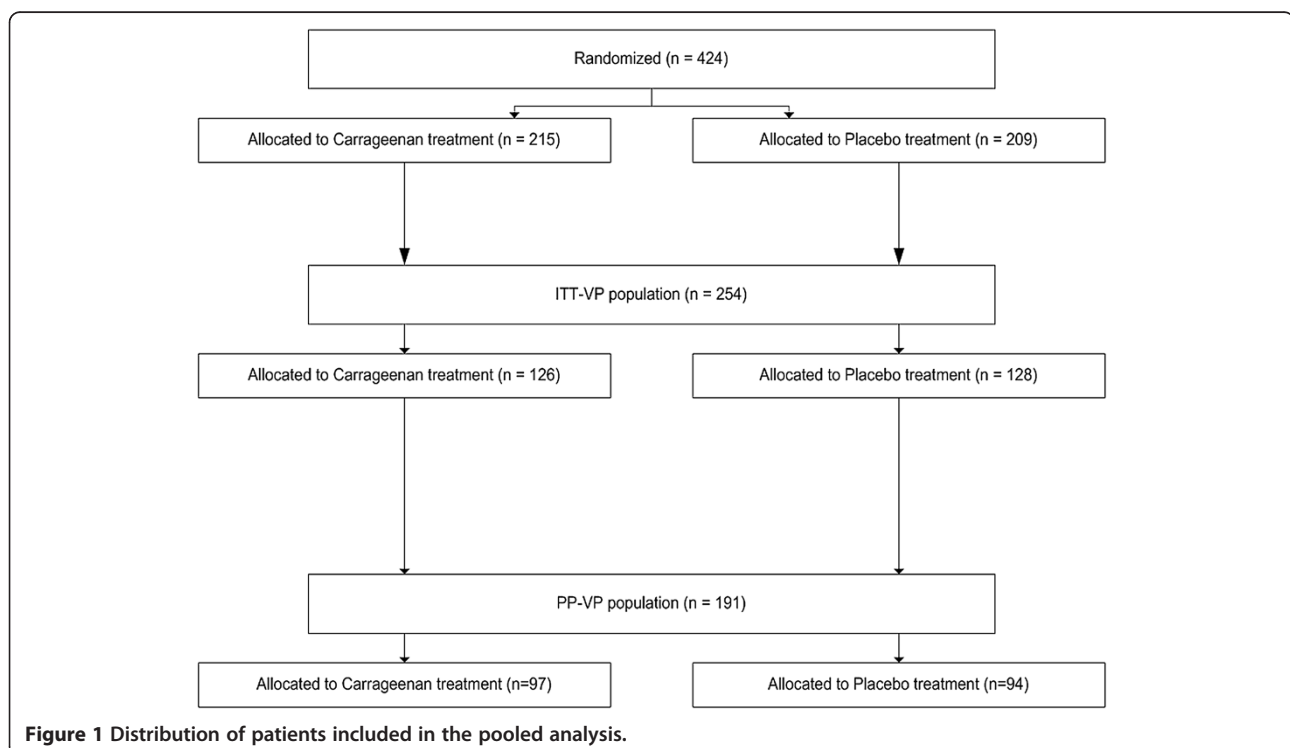 Randomized (n = 424)
Allocated to Carrageenan treatment (n = 215)
Allocated to Placebo treatment (n = 209)
ITT-VP population (n = 254)
Allocated to Carrageenan treatment (n = 126)
Allocated to Placebo treatment (n = 128)
PP-VP population (n = 191)
Allocated to Carrageenan treatment (n=97)
Allocated to Placebo treatment (n=94)
Figure 1 Distribution of patients included in the pooled analysis.